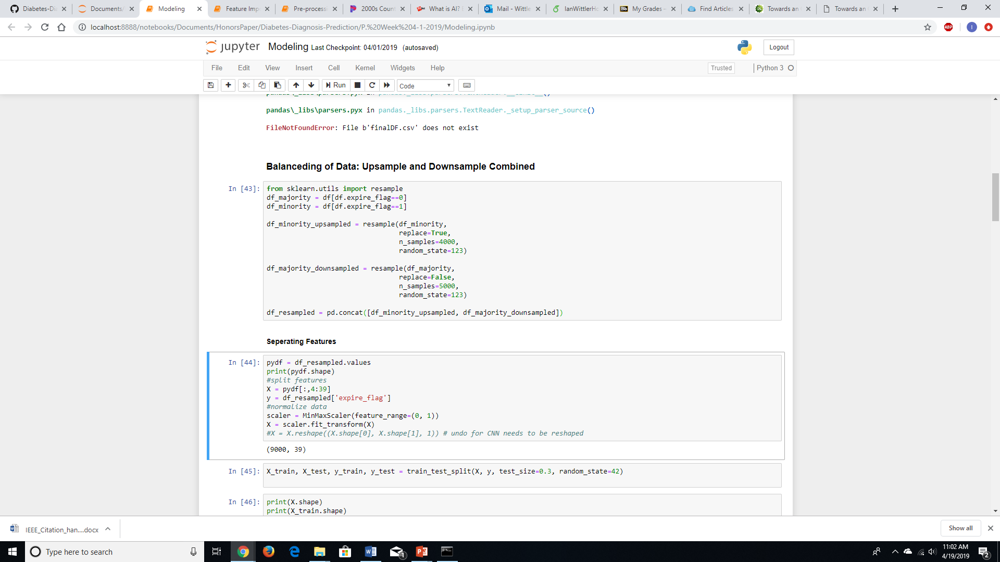 Diabetes-Di
Documents/
Modeling
Feature Imp
Pre-process
2000s Count
What is AI?
Mail - Wittle
IanWittlerHo
My Grades -
Find Articles
Towards an
Towards an
localhost:8888/notebooks/Documents/HonorsPaper/Diabetes-Diagnosis-Prediction/P.%20Week%204-1-2019/Modeling.ipynb
ABP
I
jupyter Modeling Last Checkpoint: 04/01/2019 (autosaved)
Logout
File Edit View Insert Cell Kernel Widgets Help
Trusted
Python 3
Run
Code
pandas\_libs\parsers.pyx in pandas._libs.parsers.TextReader._setup_parser_source()
FileNotFoundError: File b'finalDF.csv' does not exist
Balanceding of Data: Upsample and Downsample Combined
In [43]: from sklearn.utils import resample
df_majority = df[df.expire_flag==0]
df_minority = df[df.expire_flag==1]
df_minority_upsampled = resample(df_minority,
replace=True,
n_samples=4000,
random_state=123)
df_majority_downsampled = resample(df_majority,
replace=False,
n_samples=5000,
random_state=123)
df_resampled = pd.concat([df_minority_upsampled, df_majority_downsampled])
Seperating Features
In [44]: pydf = df_resampled.values
print(pydf.shape)
#split features
X = pydf[:,4:39]
y = df_resampled['expire_flag']
#normalize data
scaler = MinMaxScaler(feature_range=(0, 1))
X = scaler.fit_transform(X)
#X = X.reshape((X.shape[0], X.shape[1], 1)) # undo for CNN needs to be reshaped
(9000, 39)
In [45]: X_train, X_test, y_train, y_test = train_test_split(X, y, test_size=0.3, random_state=42)
In [46]: print(X.shape)
print(X_train.shape)
IEEE_Citation_han....docx
Show all
Type here to search
1
11:02 AM
4/19/2019
2